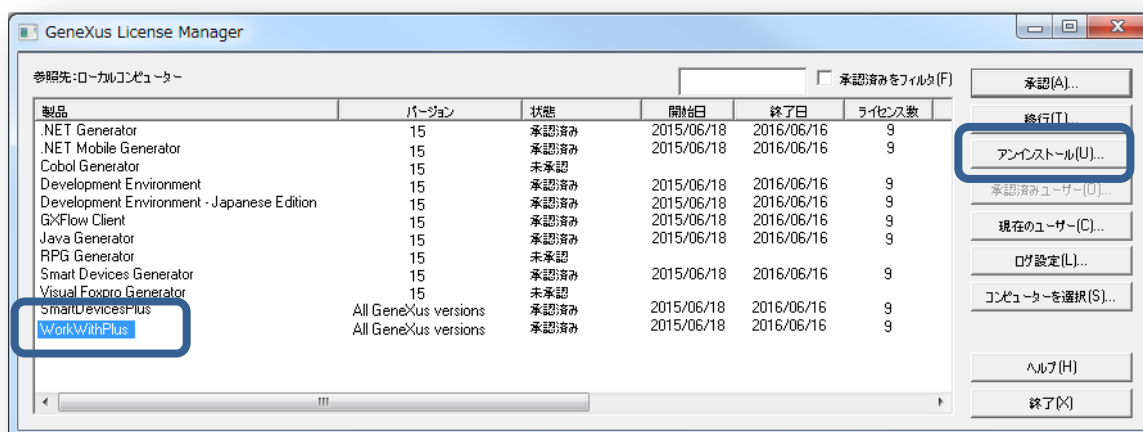 GeneXus License Manager
参照先:ローカルコンピューター
承認済みをフィルタ(F)
製品 バージョン 状態 開始日 終了日 ライセンス数
.NET Generator 15 承認済み 2015/06/18 2016/06/16 9
.NET Mobile Generator 15 承認済み 2015/06/18 2016/06/16 9
Cobol Generator 15 未承認
Development Environment 15 承認済み 2015/06/18 2016/06/16 9
Development Environment - Japanese Edition 15 承認済み 2015/06/18 2016/06/16 9
GXFlow Client 15 承認済み 2015/06/18 2016/06/16 9
Java Generator 15 承認済み 2015/06/18 2016/06/16 9
RPG Generator 15 未承認
Smart Devices Generator 15 承認済み 2015/06/18 2016/06/16 9
Visual Foxpro Generator 15 未承認
SmartDevicesPlus All GeneXus versions 承認済み 2015/06/18 2016/06/16 9
WorkWithPlus All GeneXus versions 承認済み 2015/06/18 2016/06/16 9
承認(A)...
移行(T)...
アンインストール(U)...
承認済みユーザー(O)...
現在のユーザー(C)...
ログ設定(L)...
コンピューターを選択(S)...
ヘルプ(H)
終了(X)